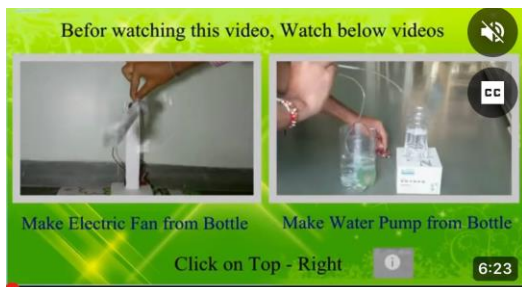 Befor watching this video, Watch below videos
CC
Make Electric Fan from Bottle
Make Water Pump from Bottle
Click on Top - Right
6:23